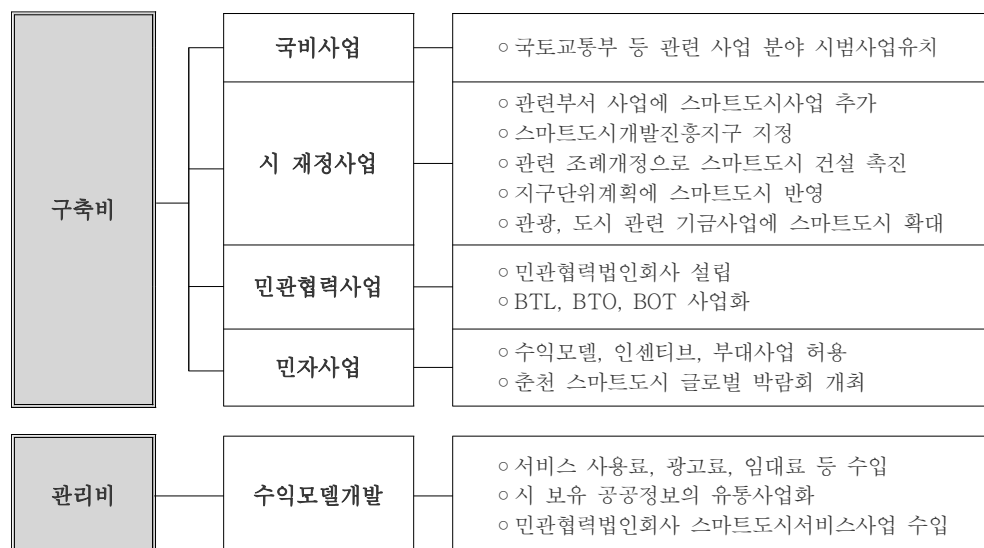 구축비
국비사업
○ 국토교통부 등 관련 사업 분야 시범사업유치
시 재정사업
○ 관련부서 사업에 스마트도시사업 추가
○ 스마트도시개발진흥지구 지정
○ 관련 조례개정으로 스마트도시 건설 촉진
○ 지구단위계획에 스마트도시 반영
○ 관광, 도시 관련 기금사업에 스마트도시 확대
민관협력사업
○ 민관협력법인회사 설립
○ BTL, BTO, BOT 사업화
민자사업
○ 수익모델, 인센티브, 부대사업 허용
○ 춘천 스마트도시 글로벌 박람회 개최
관리비
수익모델개발
○ 서비스 사용료, 광고료, 임대료 등 수입
○ 시 보유 공공정보의 유통사업화
○ 민관협력법인회사 스마트도시서비스사업 수입